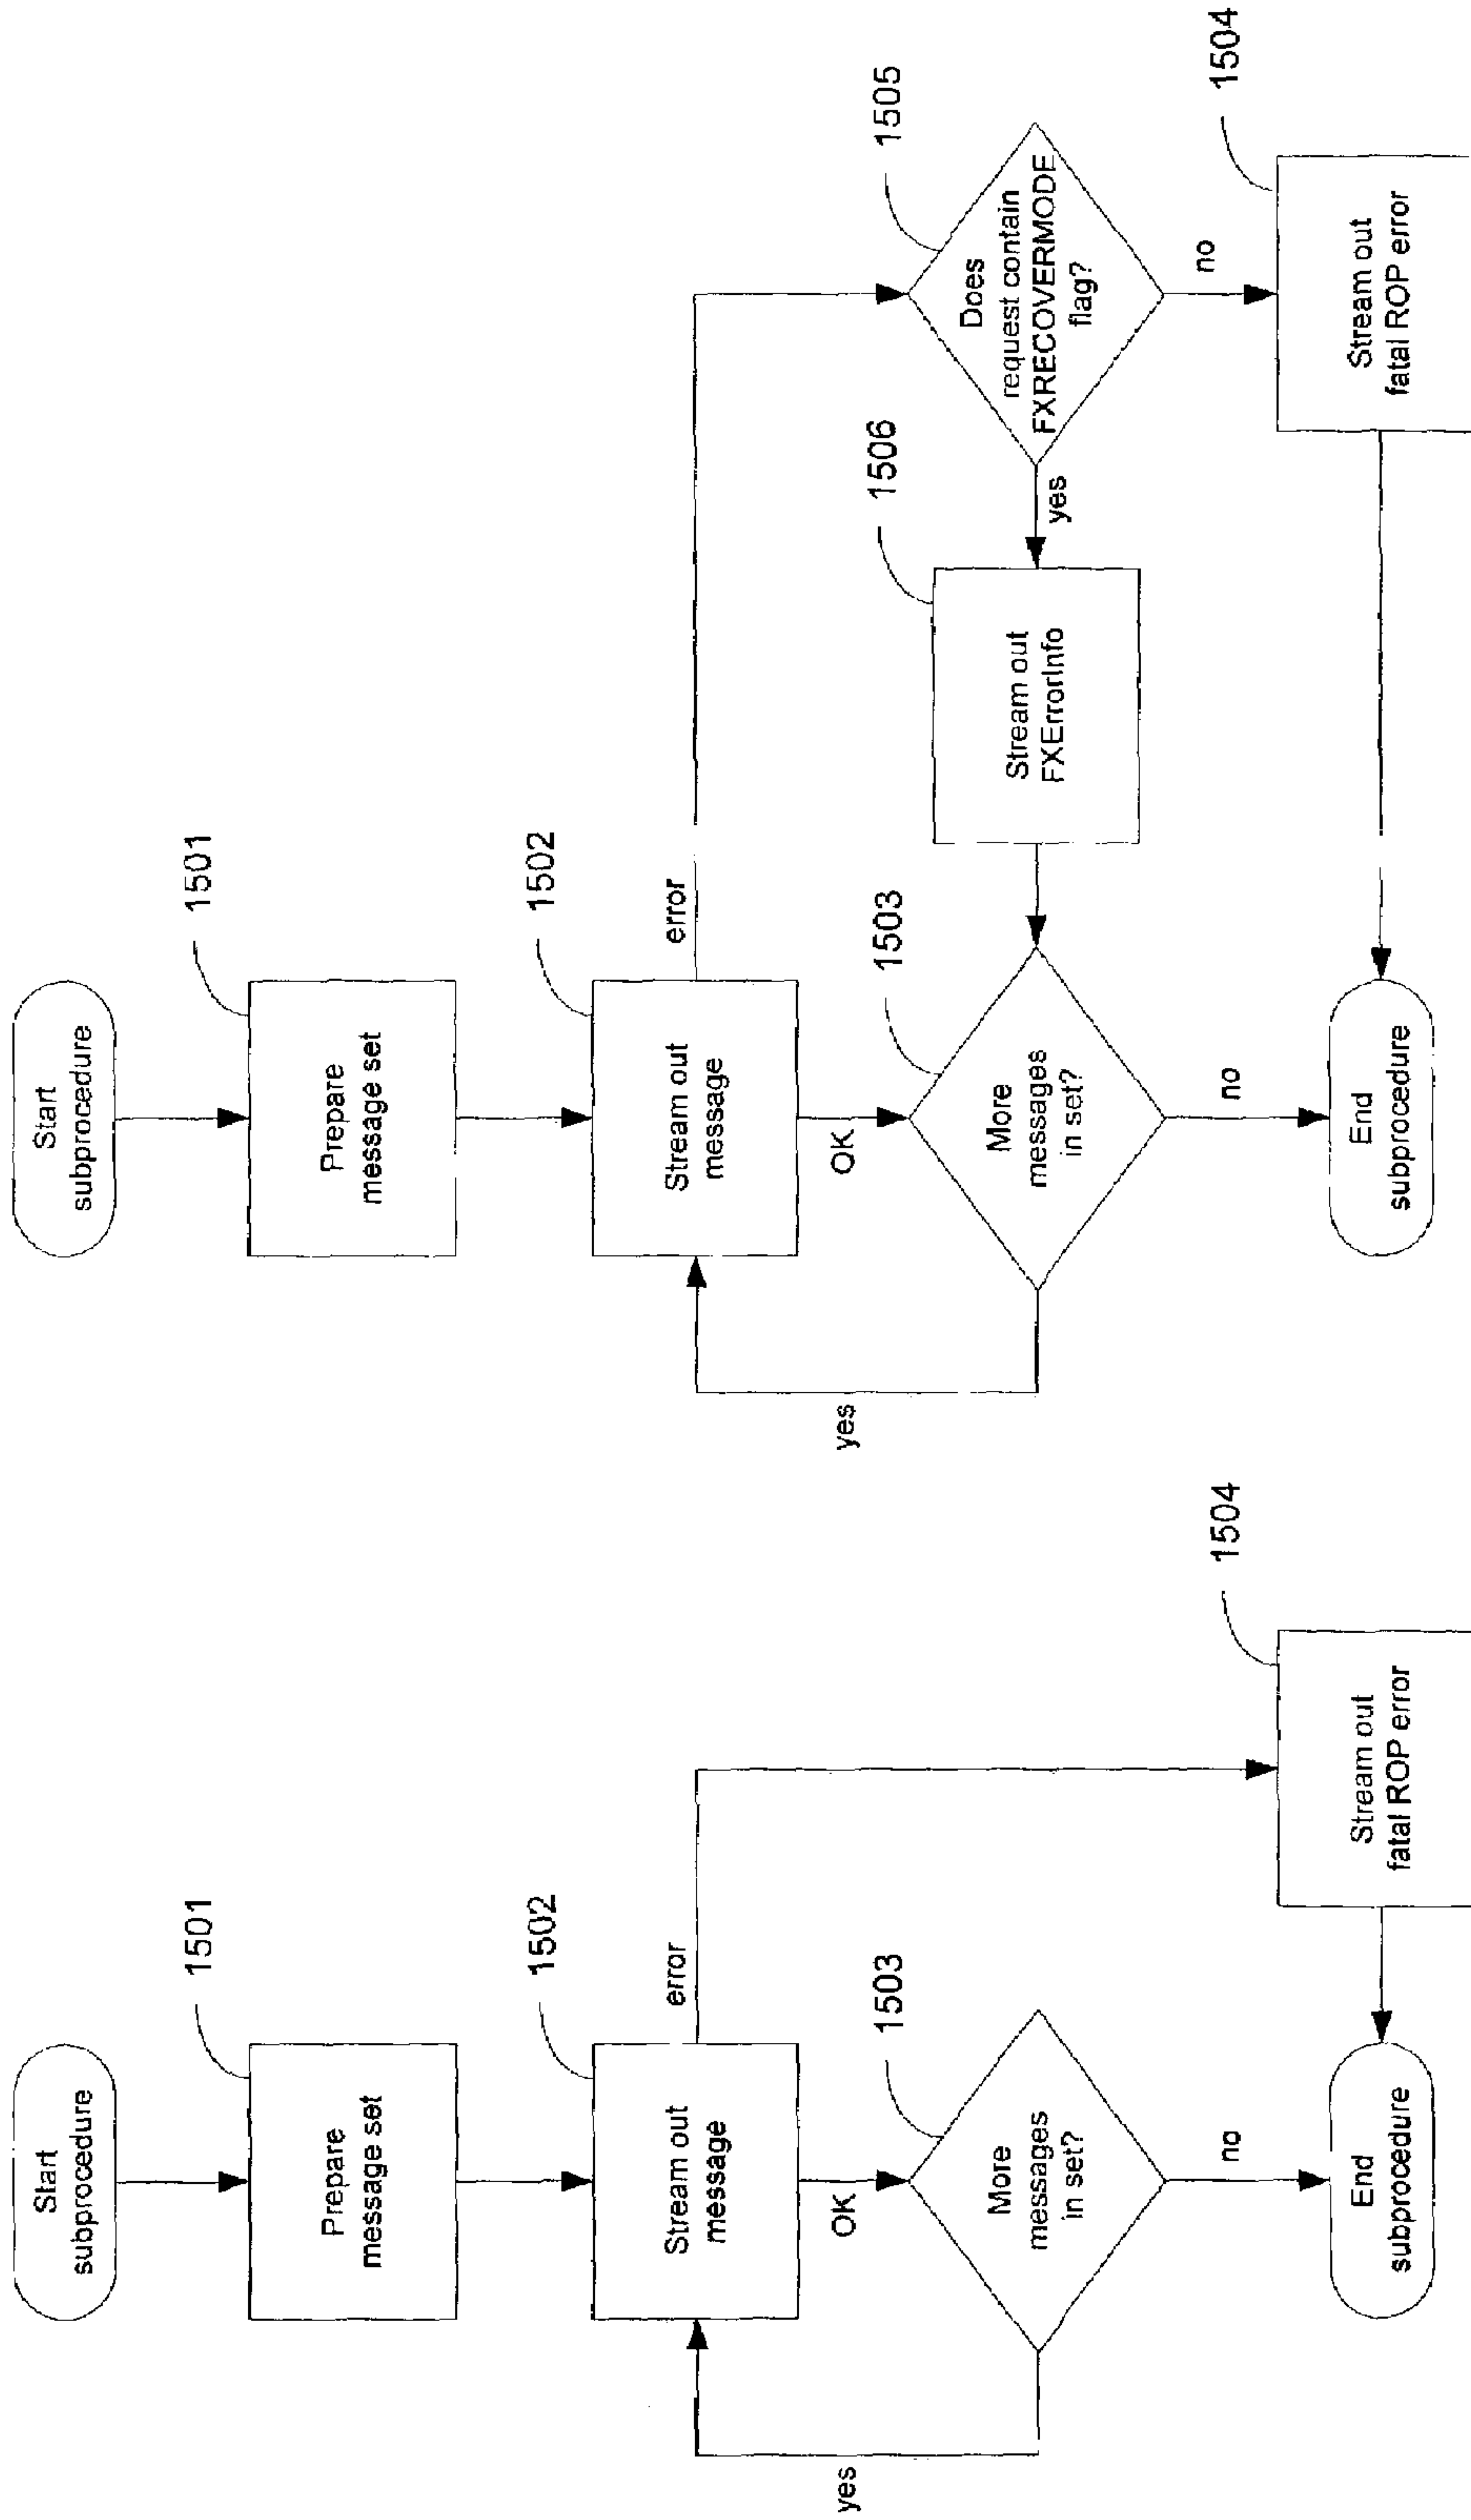 Start
subprocedure
1501
Prepare
message set
1502
Stream out
message
error
OK
1503
More
messages
in set?
yes
no
1504
Stream out
fatal ROP error
End
subprocedure
Start
subprocedure
1501
Prepare
message set
1502
Stream out
message
error
OK
1503
More
messages
in set?
yes
no
1506
Stream out
FXErrorInfo
yes
1505
Does
request contain
FXRECOVERMODE
flag?
no
1504
Stream out
fatal ROP error
End
subprocedure